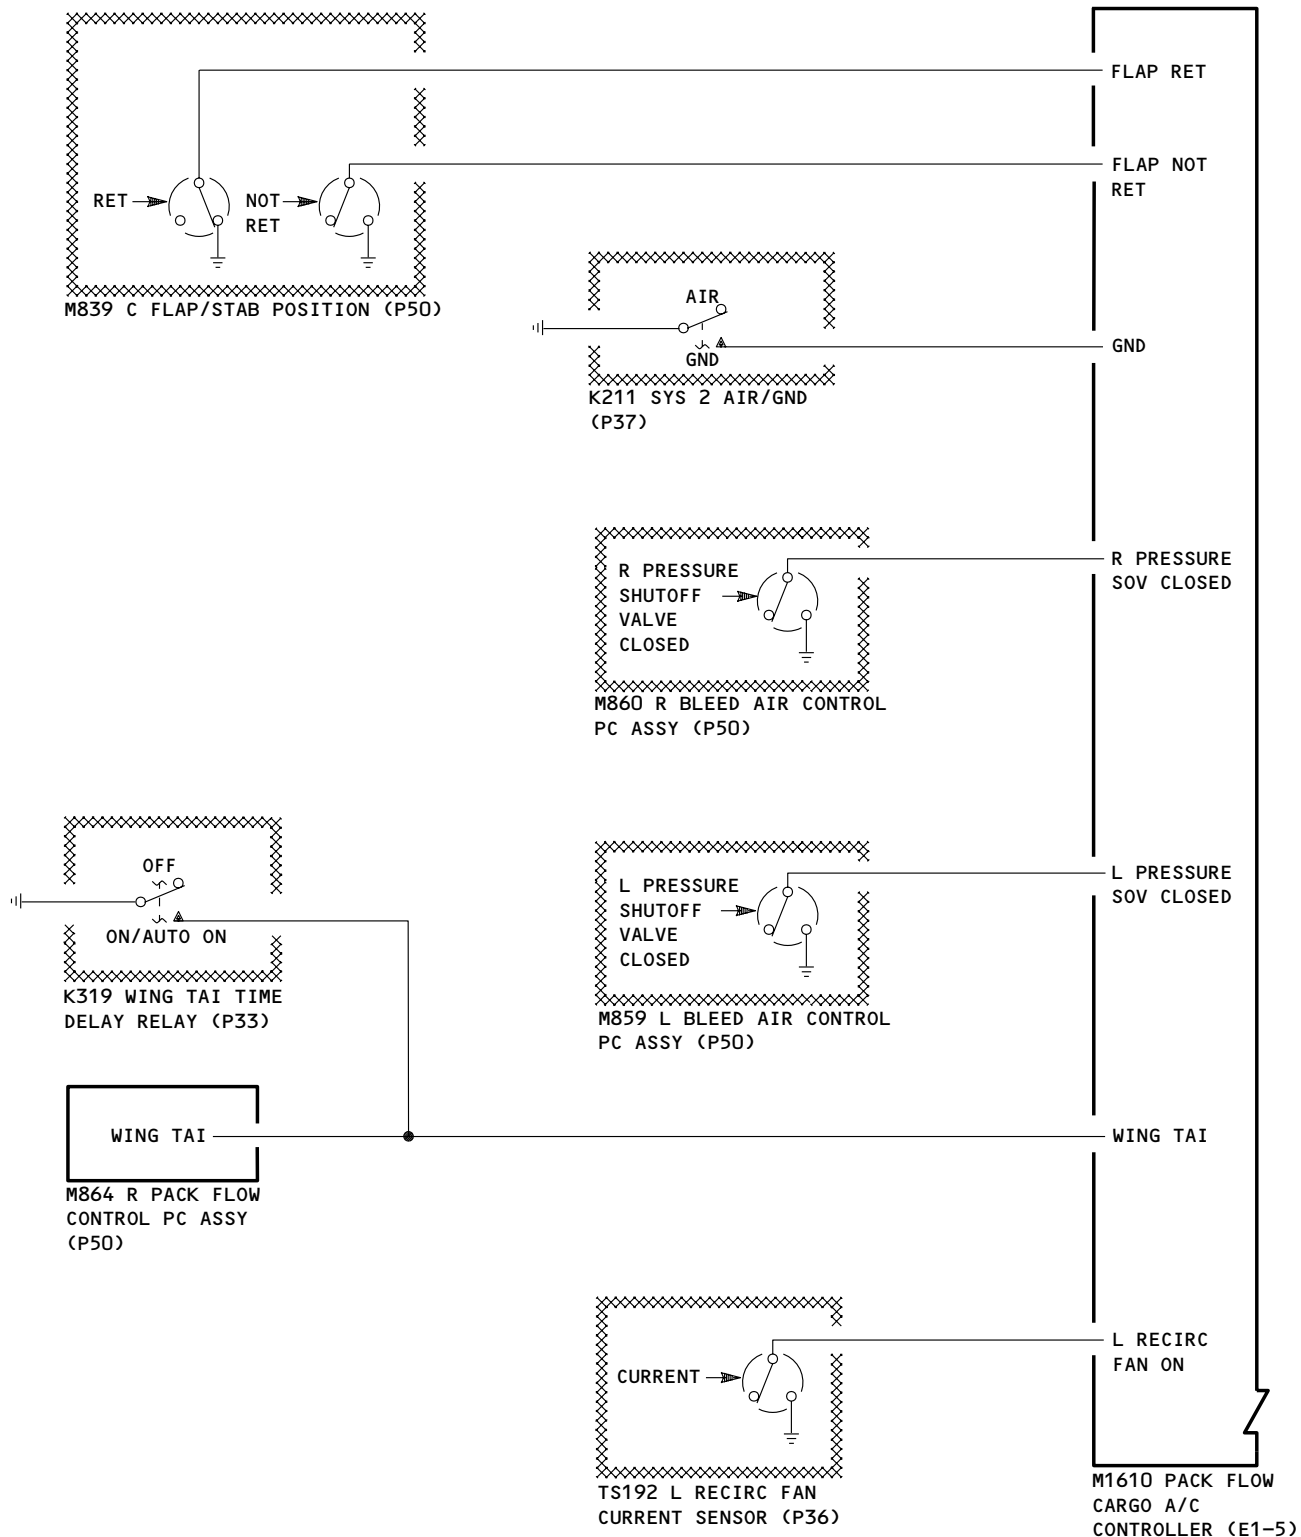 FLAP RET
FLAP NOT
RET
RET
NOT
RET
M839 C FLAP/STAB POSITION (P50)
AIR
GND
GND
K211 SYS 2 AIR/GND
(P37)
R PRESSURE
SHUTOFF
VALVE
CLOSED
R PRESSURE
SOV CLOSED
M860 R BLEED AIR CONTROL
PC ASSY (P50)
OFF
ON/AUTO ON
K319 WING TAI TIME
DELAY RELAY (P33)
L PRESSURE
SHUTOFF
VALVE
CLOSED
L PRESSURE
SOV CLOSED
M859 L BLEED AIR CONTROL
PC ASSY (P50)
WING TAI
WING TAI
M864 R PACK FLOW
CONTROL PC ASSY
(P50)
CURRENT
L RECIRC
FAN ON
TS192 L RECIRC FAN
CURRENT SENSOR (P36)
M1610 PACK FLOW
CARGO A/C
CONTROLLER (E1-5)